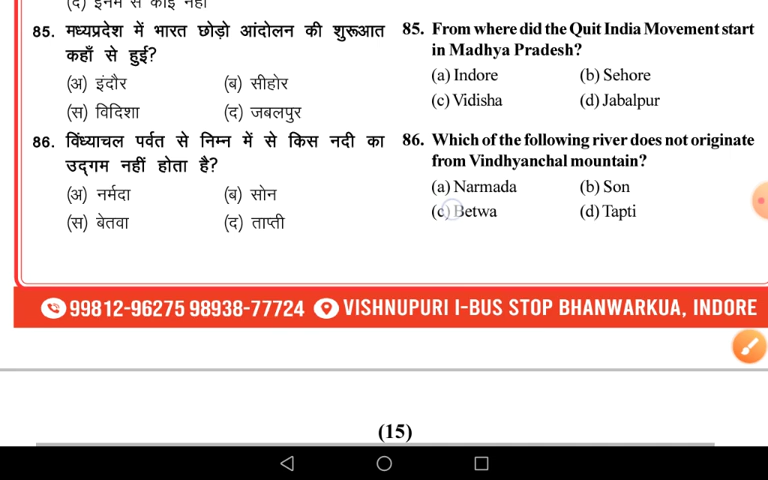 85. मध्यप्रदेश में भारत छोड़ो आंदोलन की शुरूआत
कहाँ से हुई?
(अ) इंदौर (ब) सीहोर
(स) विदिशा (द) जबलपुर
86. विंध्याचल पर्वत से निम्न में से किस नदी का
उद्गम नहीं होता है?
(अ) नर्मदा (ब) सोन
(स) बेतवा (द) ताप्ती
85. From where did the Quit India Movement start
in Madhya Pradesh?
(a) Indore (b) Sehore
(c) Vidisha (d) Jabalpur
86. Which of the following river does not originate
from Vindhyanchal mountain?
(a) Narmada (b) Son
(c) Betwa (d) Tapti
99812-96275 98938-77724 VISHNUPURI I-BUS STOP BHANWARKUA, INDORE
(15)